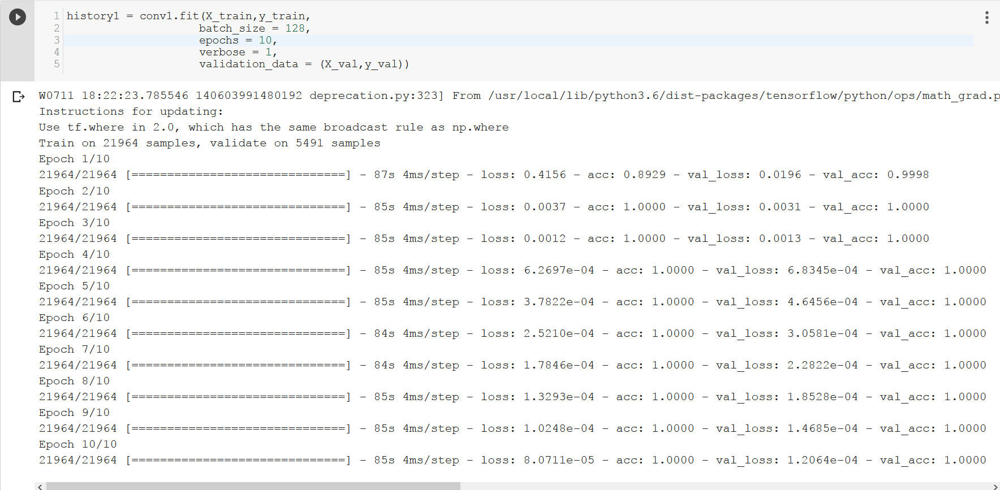 1 history1 = conv1.fit(X_train,y_train,
2 batch_size = 128,
3 epochs = 10,
4 verbose = 1,
5 validation_data = (X_val,y_val))
W0711 18:22:23.785546 140603991480192 deprecation.py:323] From /usr/local/lib/python3.6/dist-packages/tensorflow/python/ops/math_grad.p
Instructions for updating:
Use tf.where in 2.0, which has the same broadcast rule as np.where
Train on 21964 samples, validate on 5491 samples
Epoch 1/10
21964/21964 [==============================] - 87s 4ms/step - loss: 0.4156 - acc: 0.8929 - val_loss: 0.0196 - val_acc: 0.9998
Epoch 2/10
21964/21964 [==============================] - 85s 4ms/step - loss: 0.0037 - acc: 1.0000 - val_loss: 0.0031 - val_acc: 1.0000
Epoch 3/10
21964/21964 [==============================] - 85s 4ms/step - loss: 0.0012 - acc: 1.0000 - val_loss: 0.0013 - val_acc: 1.0000
Epoch 4/10
21964/21964 [==============================] - 85s 4ms/step - loss: 6.2697e-04 - acc: 1.0000 - val_loss: 6.8345e-04 - val_acc: 1.0000
Epoch 5/10
21964/21964 [==============================] - 85s 4ms/step - loss: 3.7822e-04 - acc: 1.0000 - val_loss: 4.6456e-04 - val_acc: 1.0000
Epoch 6/10
21964/21964 [==============================] - 84s 4ms/step - loss: 2.5210e-04 - acc: 1.0000 - val_loss: 3.0581e-04 - val_acc: 1.0000
Epoch 7/10
21964/21964 [==============================] - 84s 4ms/step - loss: 1.7846e-04 - acc: 1.0000 - val_loss: 2.2822e-04 - val_acc: 1.0000
Epoch 8/10
21964/21964 [==============================] - 85s 4ms/step - loss: 1.3293e-04 - acc: 1.0000 - val_loss: 1.8528e-04 - val_acc: 1.0000
Epoch 9/10
21964/21964 [==============================] - 85s 4ms/step - loss: 1.0248e-04 - acc: 1.0000 - val_loss: 1.4685e-04 - val_acc: 1.0000
Epoch 10/10
21964/21964 [==============================] - 85s 4ms/step - loss: 8.0711e-05 - acc: 1.0000 - val_loss: 1.2064e-04 - val_acc: 1.0000